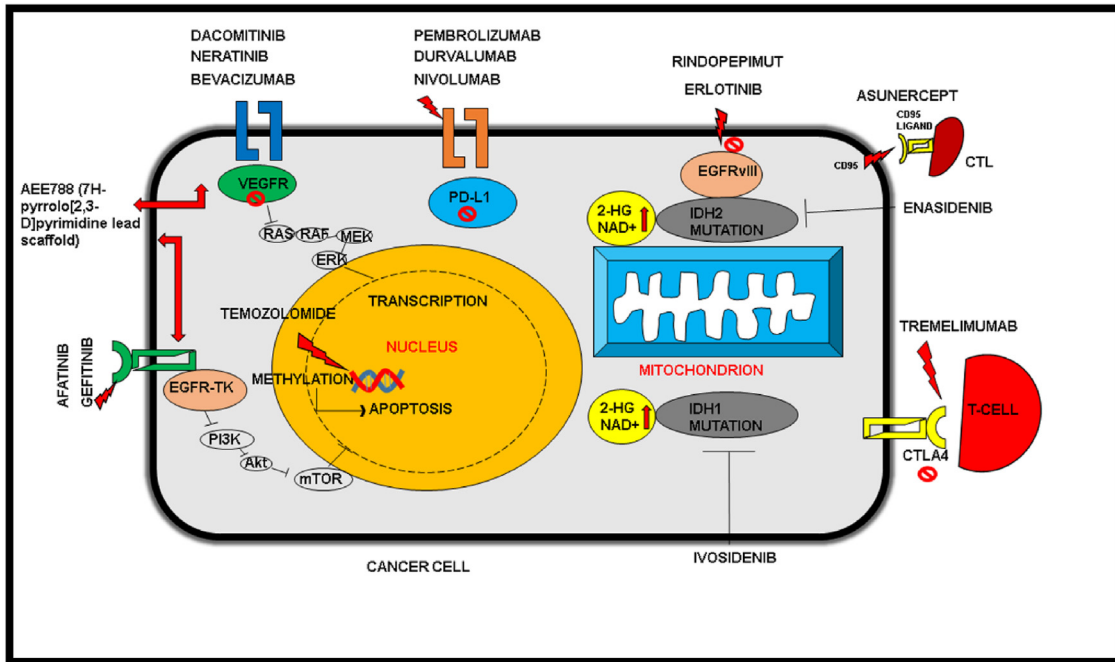 DACOMITINIB
NERATINIB
BEVACIZUMAB
PEMBROLIZUMAB
DURVALUMAB
NIVOLUMAB
RINDOPEPIMUT
ERLOTINIB
ASUNERCEPT
CD95
LIGAND
CTL
CD95
AEE788 (7H-
pyrrolo[2,3-
D]pyrimidine lead
scaffold)
VEGFR
PD-L1
EGFRvIII
2-HG
NAD+
IDH2
MUTATION
ENASIDENIB
RAS
RAF
MEK
ERK
TRANSCRIPTION
TEMOZOLOMIDE
NUCLEUS
METHYLATION
APOPTOSIS
MITOCHONDRION
TREMELIMUMAB
AFATINIB
GEFITINIB
EGFR-TK
PI3K
Akt
mTOR
2-HG
NAD+
IDH1
MUTATION
T-CELL
CTLA4
IVOSIDENIB
CANCER CELL